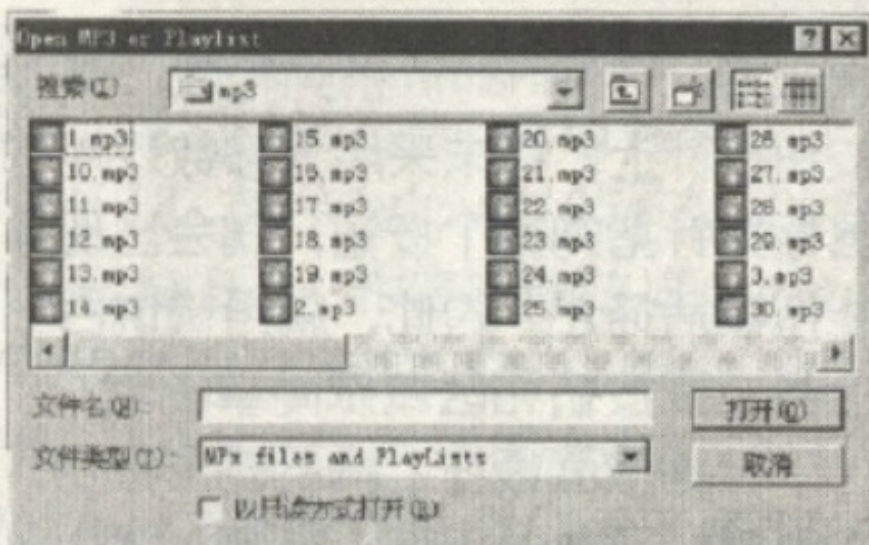 Open MP3 or Playlist
搜索(I) mp3
1.mp3 15.mp3 20.mp3 26.mp3
10.mp3 16.mp3 21.mp3 27.mp3
11.mp3 17.mp3 22.mp3 28.mp3
12.mp3 18.mp3 23.mp3 29.mp3
13.mp3 19.mp3 24.mp3 3.mp3
14.mp3 2.mp3 25.mp3 30.mp3
文件名(N): 打开(O)
文件类型(T): MPx files and PlayLists 取消
以只读方式打开(R)